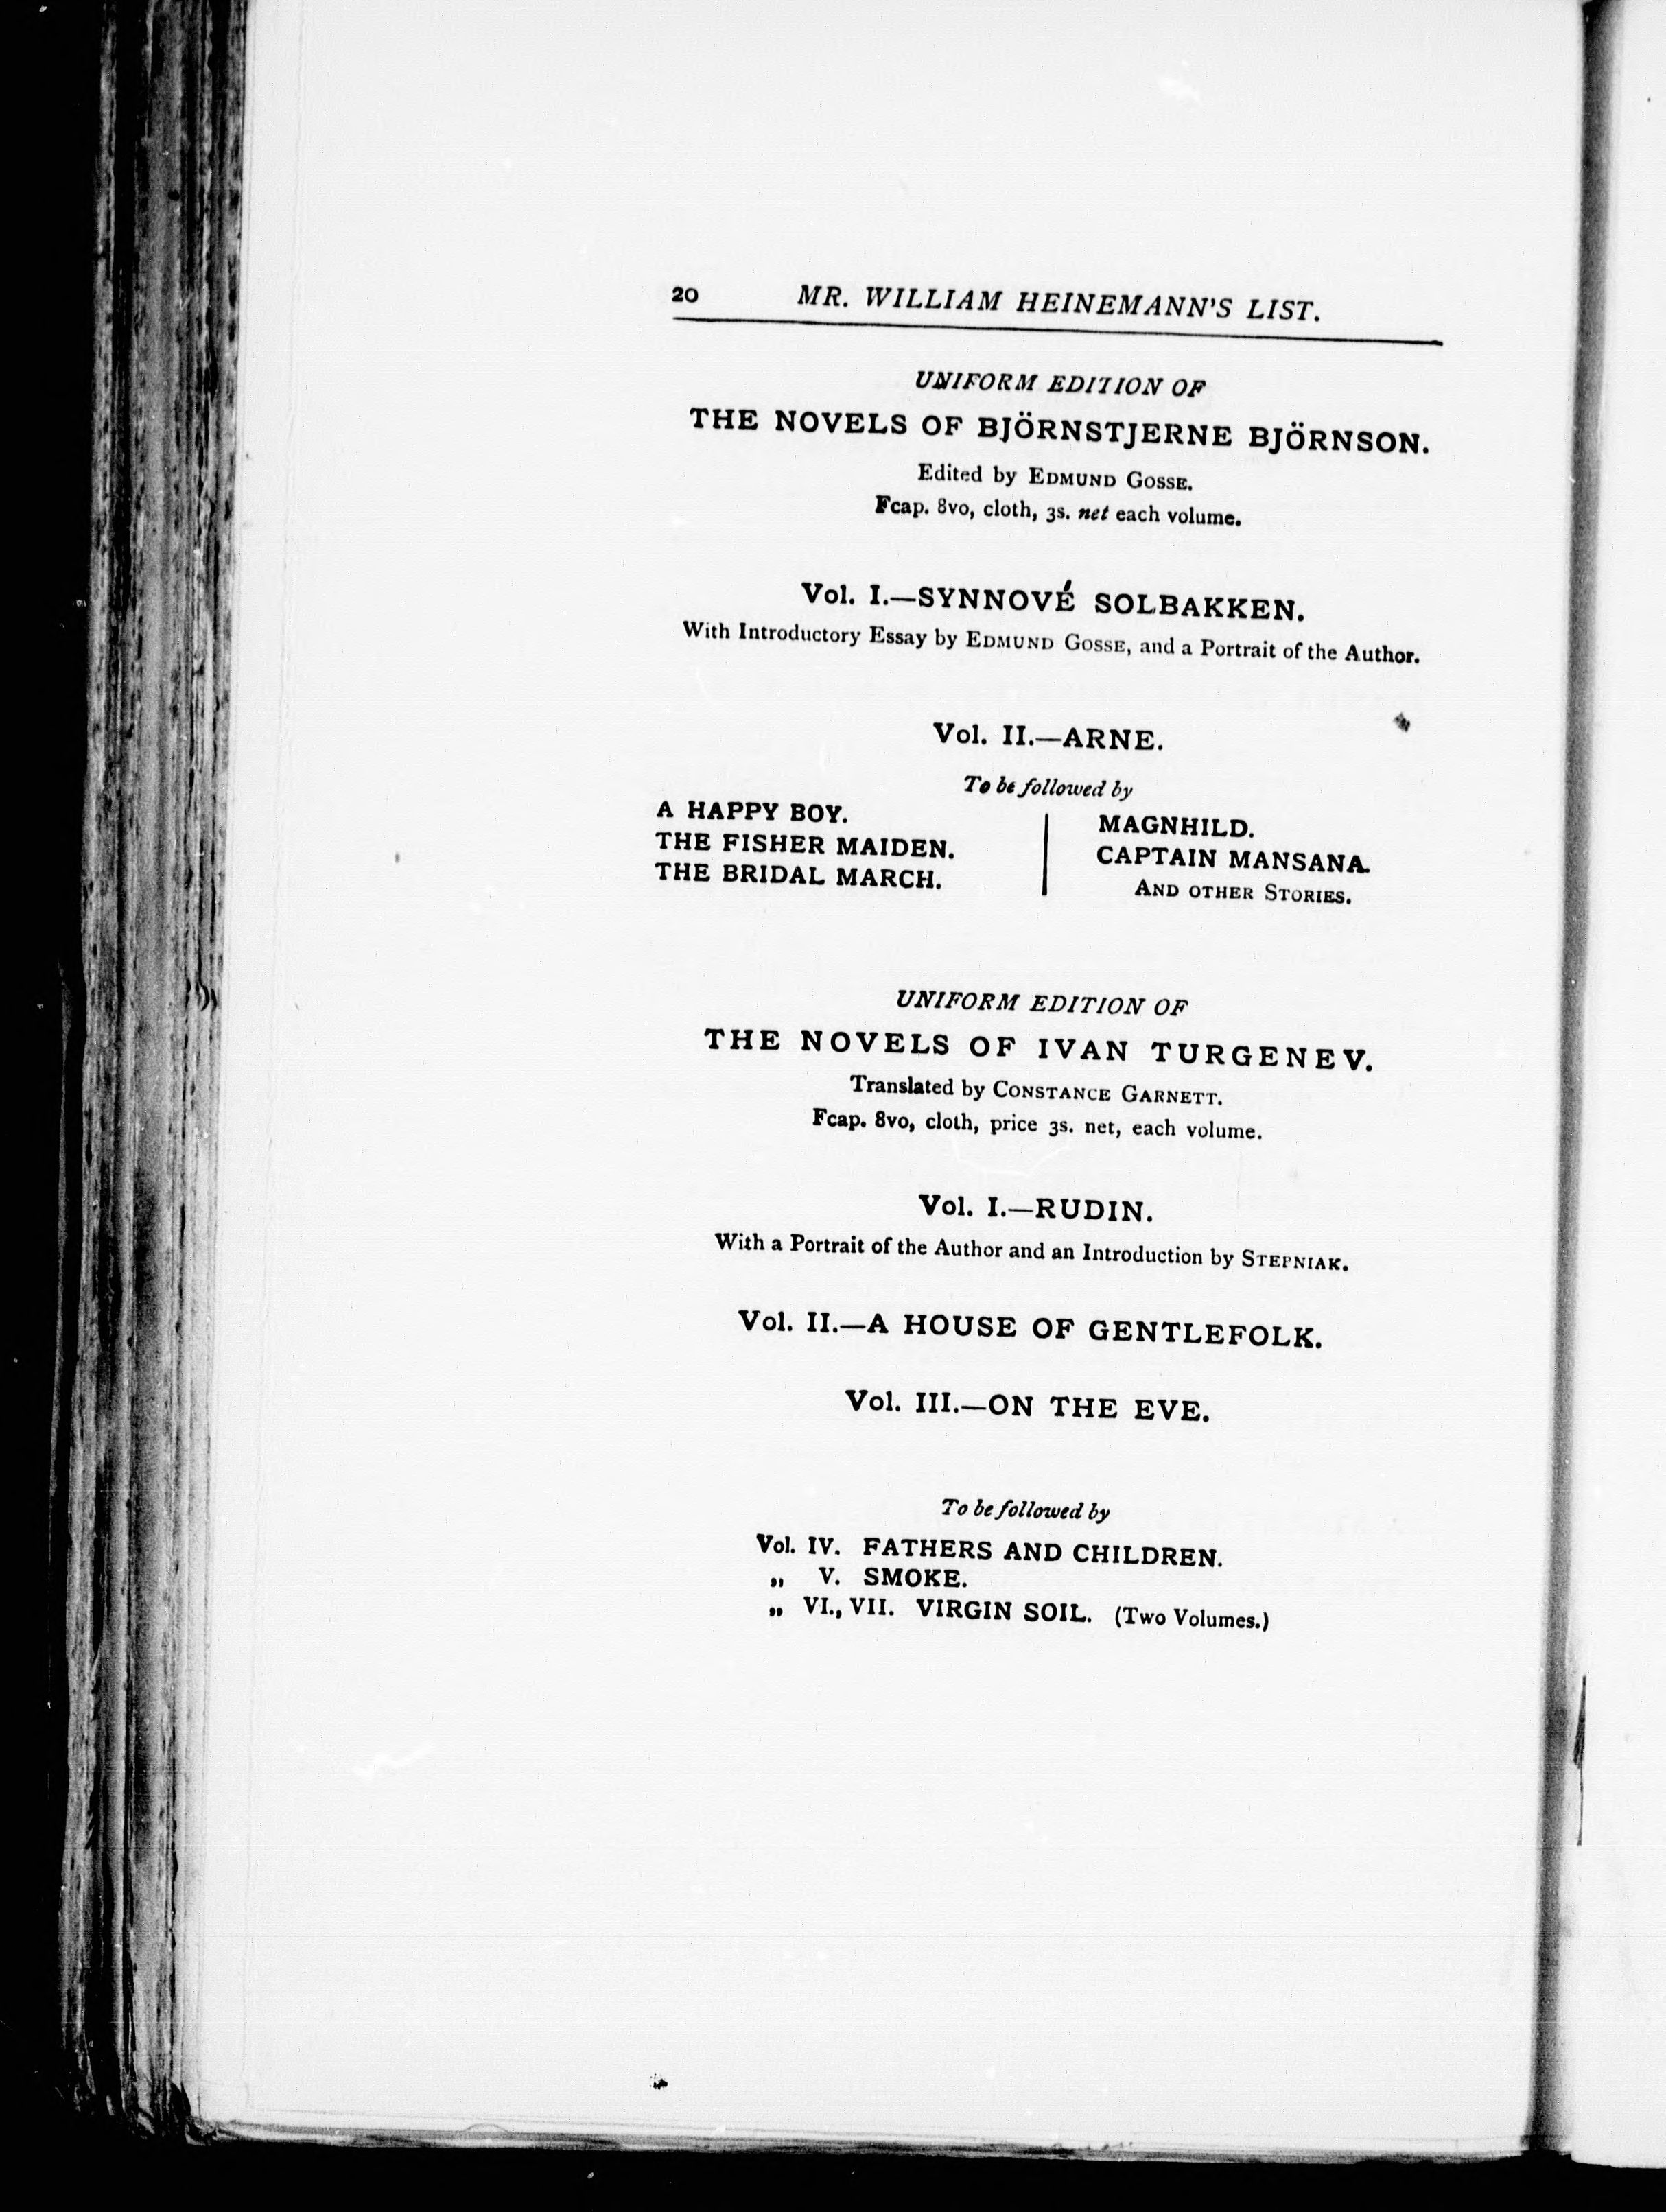 20 MR. WILLIAM HEINEMANN'S LIST.
UNIFORM EDITION OF
THE NOVELS OF BJÖRNSTJERNE BJÖRNSON.
Edited by EDMUND GOSSE.
Fcap. 8vo, cloth, 3s. net each volume.
Vol. I.—SYNNOVÉ SOLBAKKEN.
With Introductory Essay by EDMUND GOSSE, and a Portrait of the Author.
Vol. II.—ARNE.
To be followed by
A HAPPY BOY.
THE FISHER MAIDEN.
THE BRIDAL MARCH.
MAGNHILD.
CAPTAIN MANSANA.
AND OTHER STORIES.
UNIFORM EDITION OF
THE NOVELS OF IVAN TURGENEV.
Translated by CONSTANCE GARNETT.
Fcap. 8vo, cloth, price 3s. net, each volume.
Vol. I.—RUDIN.
With a Portrait of the Author and an Introduction by STEPNIAK.
Vol. II.—A HOUSE OF GENTLEFOLK.
Vol. III.—ON THE EVE.
To be followed by
Vol. IV. FATHERS AND CHILDREN.
„ V. SMOKE.
„ VI., VII. VIRGIN SOIL. (Two Volumes.)